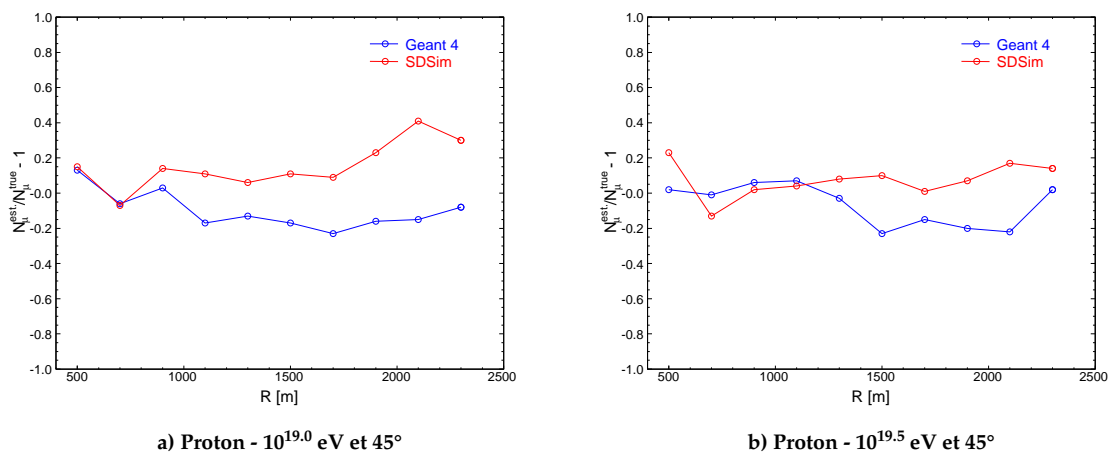 1.0
0.8
0.6
0.4
0.2
0.0
-0.2
-0.4
-0.6
-0.8
-1.0
N_μ^est./N_μ^true - 1
Geant 4
SDSim
500 1000 1500 2000 2500
R [m]
a) Proton - 10^19.0 eV et 45°
1.0
0.8
0.6
0.4
0.2
0.0
-0.2
-0.4
-0.6
-0.8
-1.0
N_μ^est./N_μ^true - 1
Geant 4
SDSim
500 1000 1500 2000 2500
R [m]
b) Proton - 10^19.5 eV et 45°